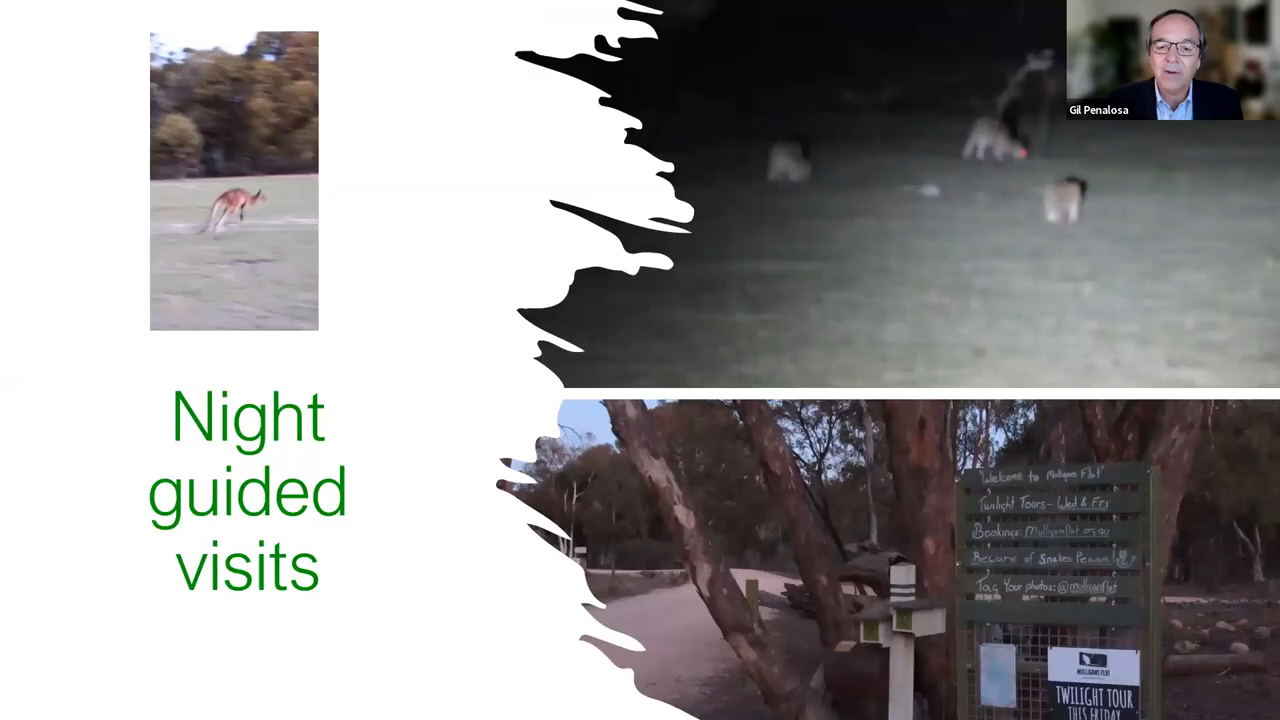 Gil Penalosa
Night
guided
visits
"Welcome to Mulligans Flat"
Twilight Tours- Wed & Fri
Bookings: Mulligansflat.org.au
Beware of Snakes Please!
Tag Your photos: @mulligansflat
MULLIGANS FLAT
TWILIGHT TOUR
THIS FRIDAY